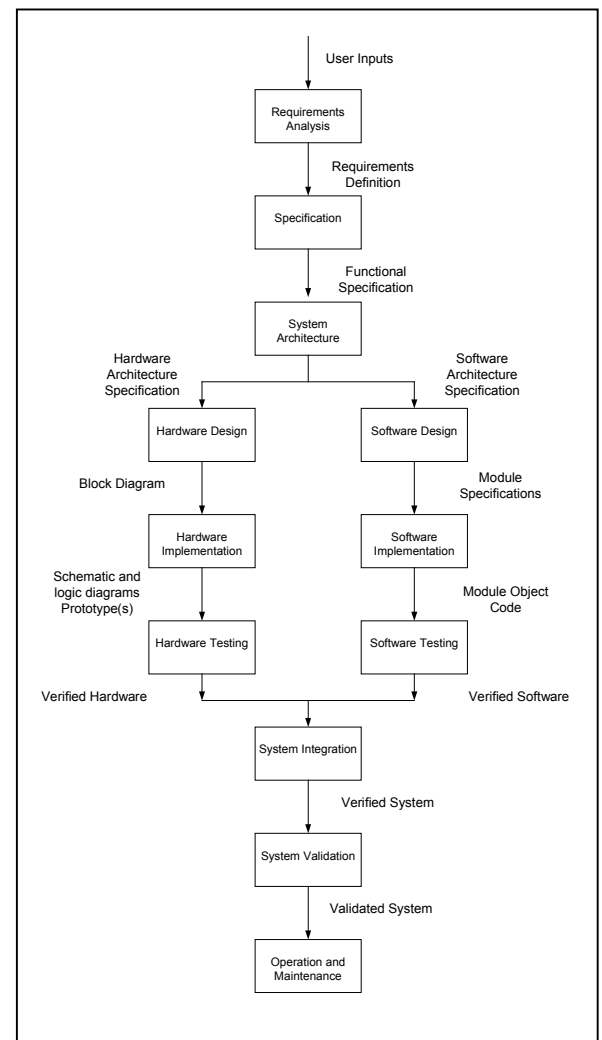 User Inputs
Requirements
Analysis
Requirements
Definition
Specification
Functional
Specification
System
Architecture
Hardware
Architecture
Specification
Software
Architecture
Specification
Hardware Design
Software Design
Block Diagram
Module
Specifications
Hardware
Implementation
Software
Implementation
Schematic and
logic diagrams
Prototype(s)
Module Object
Code
Hardware Testing
Software Testing
Verified Hardware
Verified Software
System Integration
Verified System
System Validation
Validated System
Operation and
Maintenance